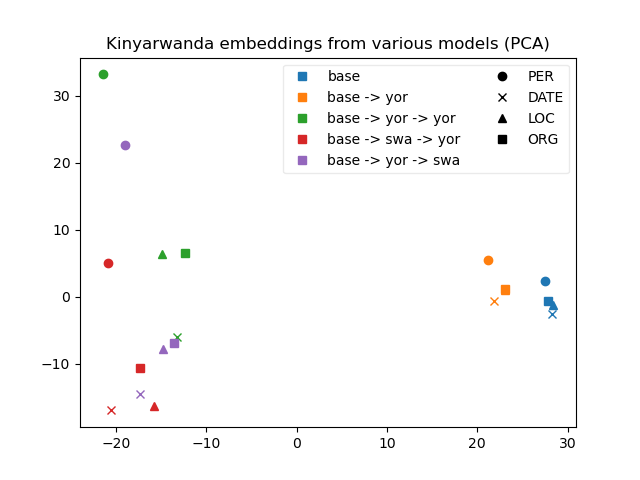 Kinyarwanda embeddings from various models (PCA)
base
base -> yor
base -> yor -> yor
base -> swa -> yor
base -> yor -> swa
PER
DATE
LOC
ORG
30
20
10
0
−10
−20
−10
0
10
20
30